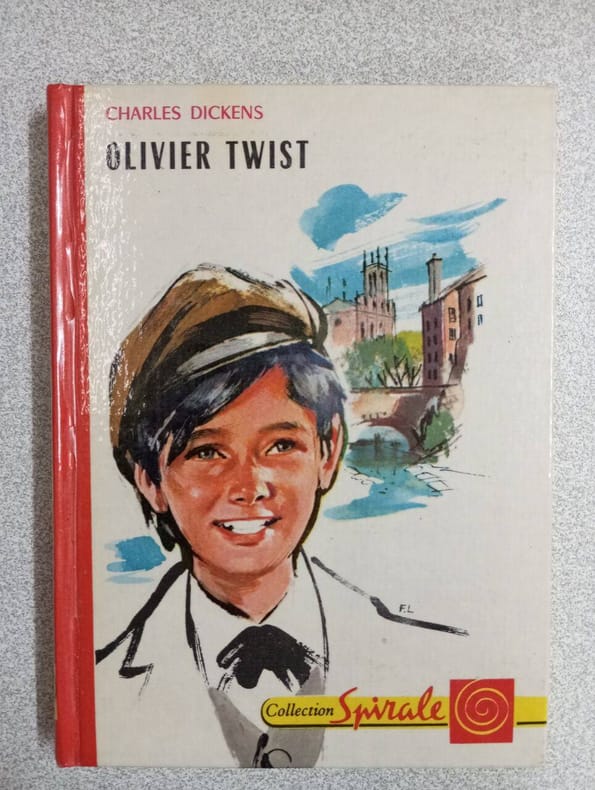 CHARLES DICKENS
OLIVIER TWIST
F.L
Collection Spirale